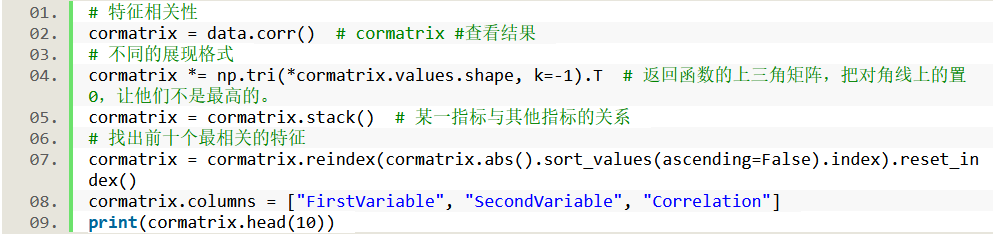 01. # 特征相关性
02. cormatrix = data.corr()  # cormatrix #查看结果
03. # 不同的展现格式
04. cormatrix *= np.tri(*cormatrix.values.shape, k=-1).T  # 返回函数的上三角矩阵，把对角线上的置
0，让他们不是最高的。
05. cormatrix = cormatrix.stack()  # 某一指标与其他指标的关系
06. # 找出前十个最相关的特征
07. cormatrix = cormatrix.reindex(cormatrix.abs().sort_values(ascending=False).index).reset_in
dex()
08. cormatrix.columns = ["FirstVariable", "SecondVariable", "Correlation"]
09. print(cormatrix.head(10))